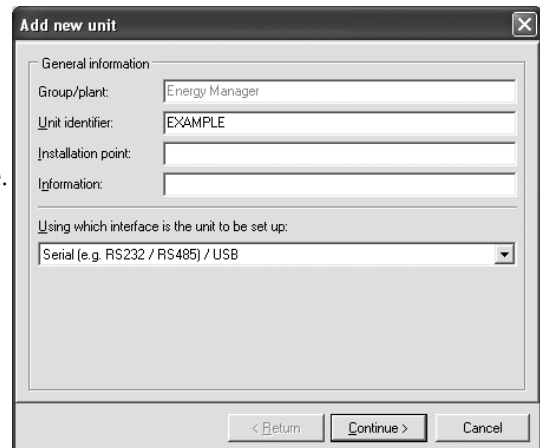 Add new unit
General information
Group/plant: Energy Manager
Unit identifier: EXAMPLE
Installation point:
Information:
Using which interface is the unit to be set up:
Serial (e.g. RS232 / RS485) / USB
< Return Continue > Cancel